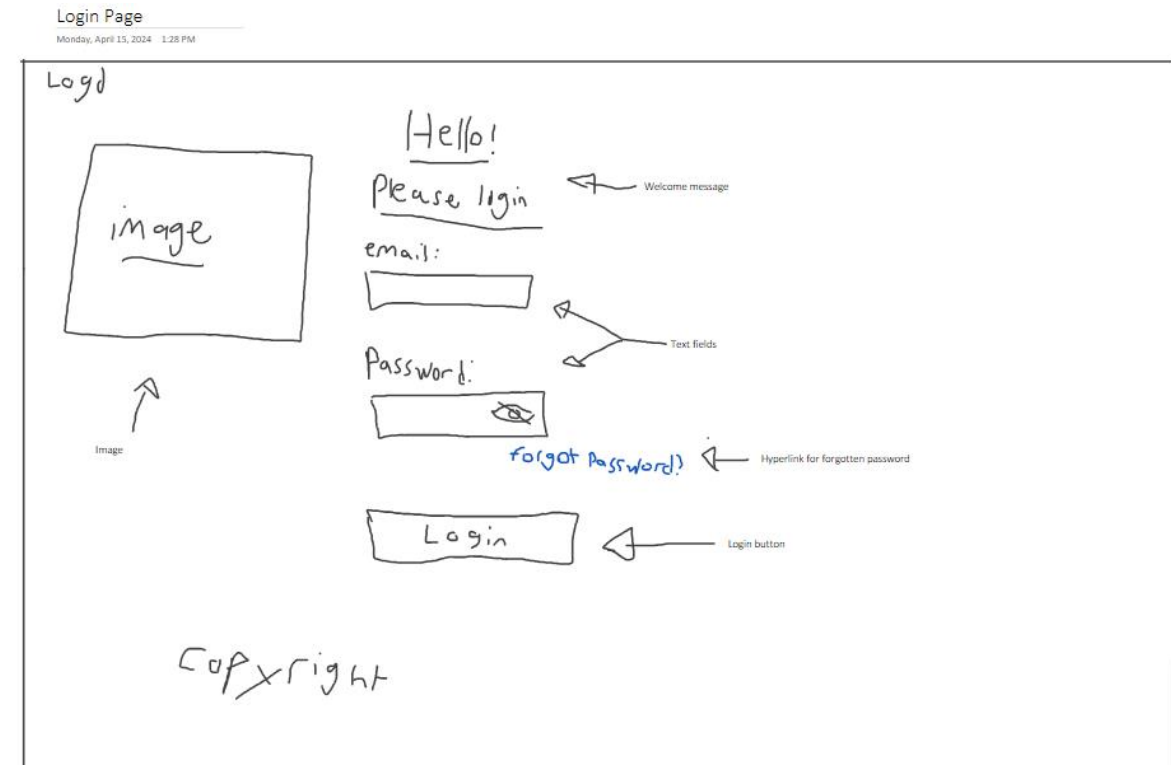 Login Page
Monday, April 15, 2024 1:28 PM
Logo
Hello!
Please login
Welcome message
image
email:
Text fields
Password:
Image
Forgot Password?
Hyperlink for forgotten password
Login
Login button
Copyright